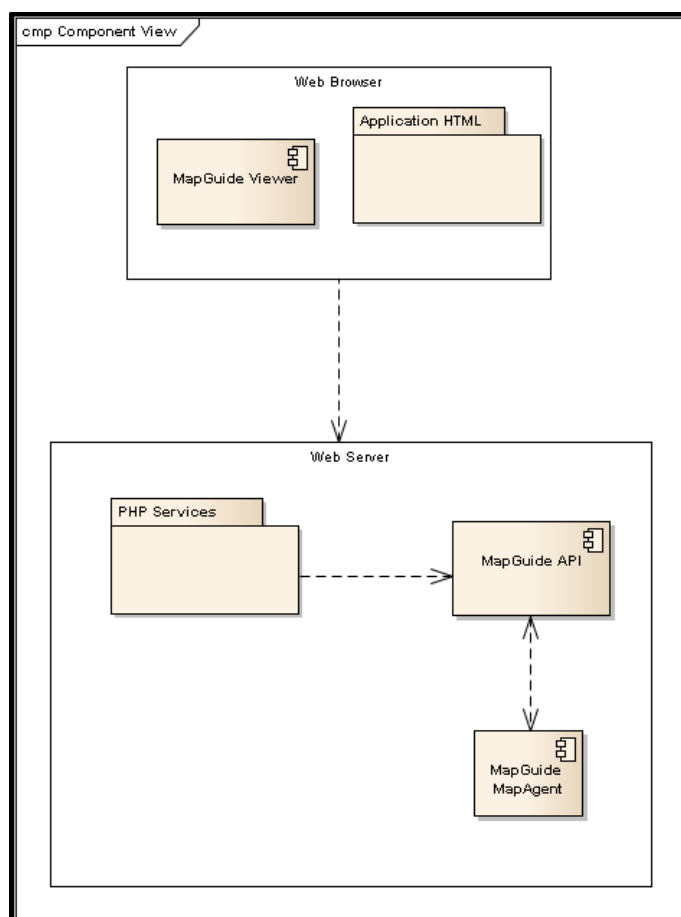 cmp Component View
Web Browser
MapGuide Viewer
Application HTML
Web Server
PHP Services
MapGuide API
MapGuide
MapAgent